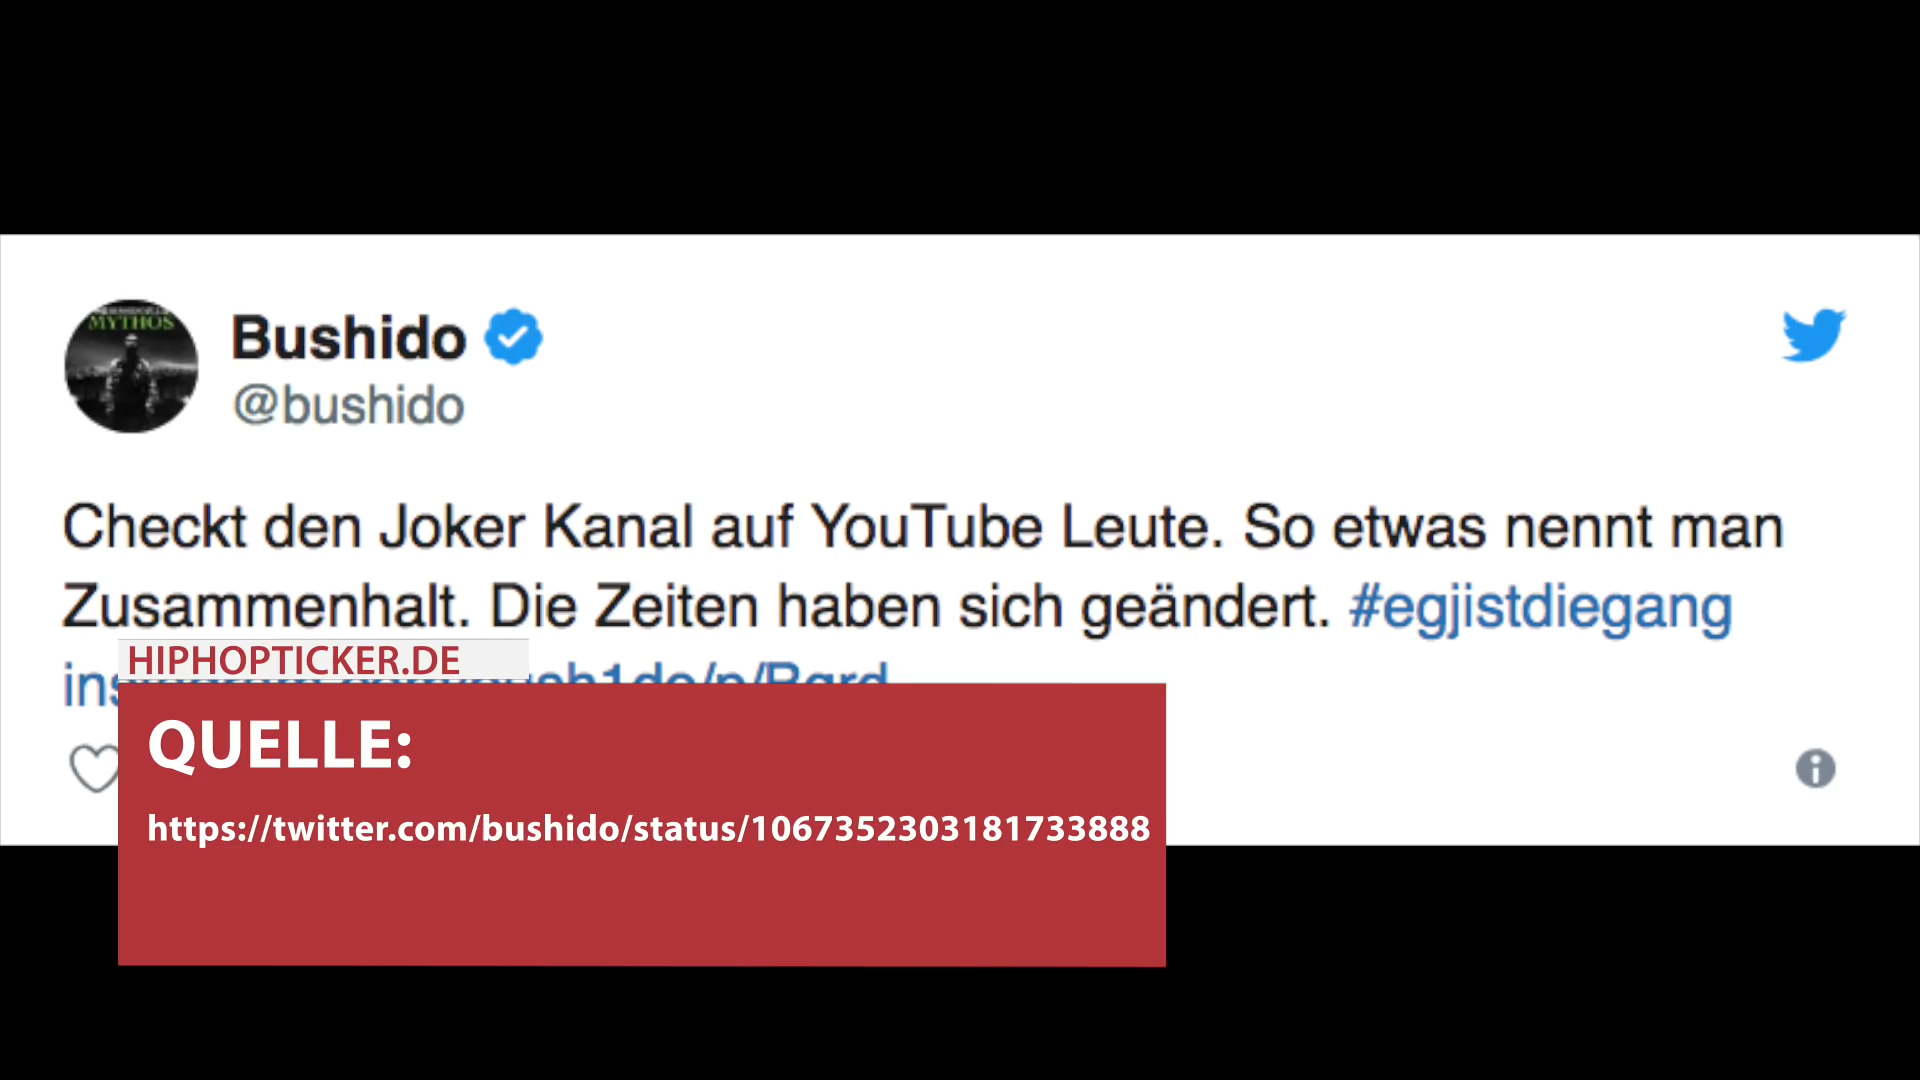 MYTHOS
Bushido
@bushido
Checkt den Joker Kanal auf YouTube Leute. So etwas nennt man
Zusammenhalt. Die Zeiten haben sich geändert. #egjistdiegang
HIPHOPTICKER.DE
QUELLE:
https://twitter.com/bushido/status/1067352303181733888